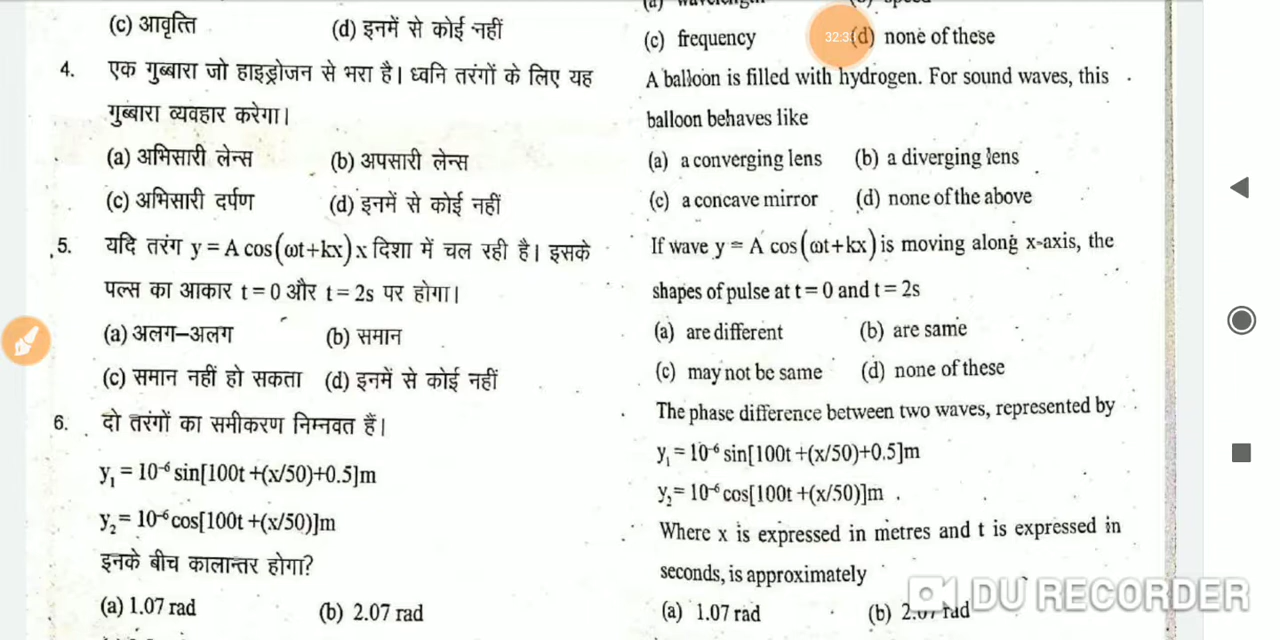 (c) आवृत्ति (d) इनमें से कोई नहीं
4. एक गुब्बारा जो हाइड्रोजन से भरा है। ध्वनि तरंगों के लिए यह
गुब्बारा व्यवहार करेगा।
(a) अभिसारी लेन्स (b) अपसारी लेन्स
(c) अभिसारी दर्पण (d) इनमें से कोई नहीं
5. यदि तरंग y = A cos(ωt+kx) x दिशा में चल रही है। इसके
पल्स का आकार t = 0 और t = 2s पर होगा।
(a) अलग-अलग (b) समान
(c) समान नहीं हो सकता (d) इनमें से कोई नहीं
6. दो तरंगों का समीकरण निम्नवत हैं।
y₁ = 10⁻⁶ sin[100t +(x/50)+0.5]m
y₂ = 10⁻⁶ cos[100t +(x/50)]m
इनके बीच कालान्तर होगा?
(a) 1.07 rad (b) 2.07 rad
(a) wavelength (b) speed
(c) frequency (d) none of these
32:3
A balloon is filled with hydrogen. For sound waves, this
balloon behaves like
(a) a converging lens (b) a diverging lens
(c) a concave mirror (d) none of the above
If wave y = A cos(ωt+kx) is moving along x-axis, the
shapes of pulse at t = 0 and t = 2s
(a) are different (b) are same
(c) may not be same (d) none of these
The phase difference between two waves, represented by
y₁ = 10⁻⁶ sin[100t +(x/50)+0.5]m
y₂ = 10⁻⁶ cos[100t +(x/50)]m .
Where x is expressed in metres and t is expressed in
seconds, is approximately
(a) 1.07 rad (b) 2.07 rad
DU RECORDER